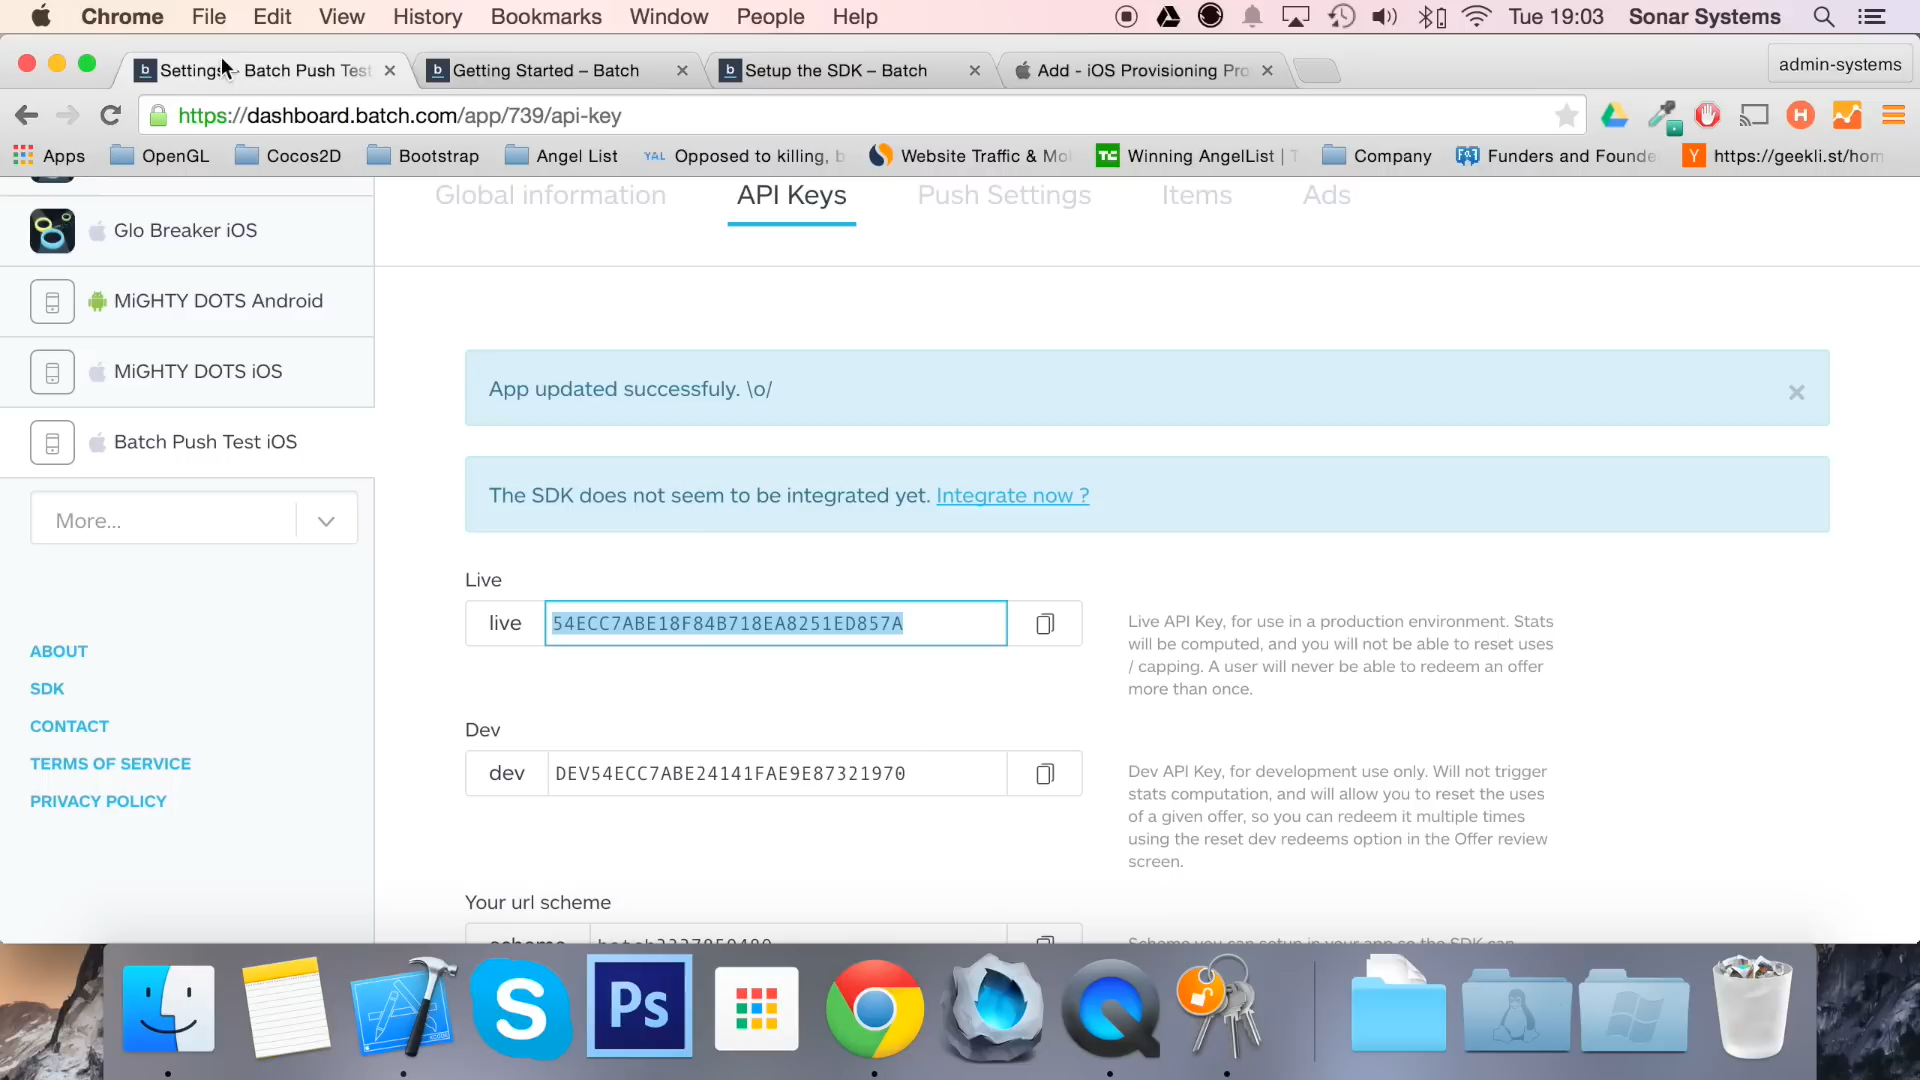 Chrome File Edit View History Bookmarks Window People Help Tue 19:03 Sonar Systems
Settings – Batch Push Test Getting Started – Batch Setup the SDK – Batch Add - iOS Provisioning Pro admin-systems
https://dashboard.batch.com/app/739/api-key
Apps OpenGL Cocos2D Bootstrap Angel List YAL Opposed to killing, b Website Traffic & Mo TC Winning AngelList | T Company Funders and Founde Y https://geekli.st/hom
Global information API Keys Push Settings Items Ads
Glo Breaker iOS
MiGHTY DOTS Android
MiGHTY DOTS iOS
Batch Push Test iOS
More...
ABOUT
SDK
CONTACT
TERMS OF SERVICE
PRIVACY POLICY
App updated successfuly. \o/
The SDK does not seem to be integrated yet. Integrate now ?
Live
live 54ECC7ABE18F84B718EA8251ED857A
Live API Key, for use in a production environment. Stats
will be computed, and you will not be able to reset uses
/ capping. A user will never be able to redeem an offer
more than once.
Dev
dev DEV54ECC7ABE24141FAE9E87321970
Dev API Key, for development use only. Will not trigger
stats computation, and will allow you to reset the uses
of a given offer, so you can redeem it multiple times
using the reset dev redeems option in the Offer review
screen.
Your url scheme
Ps